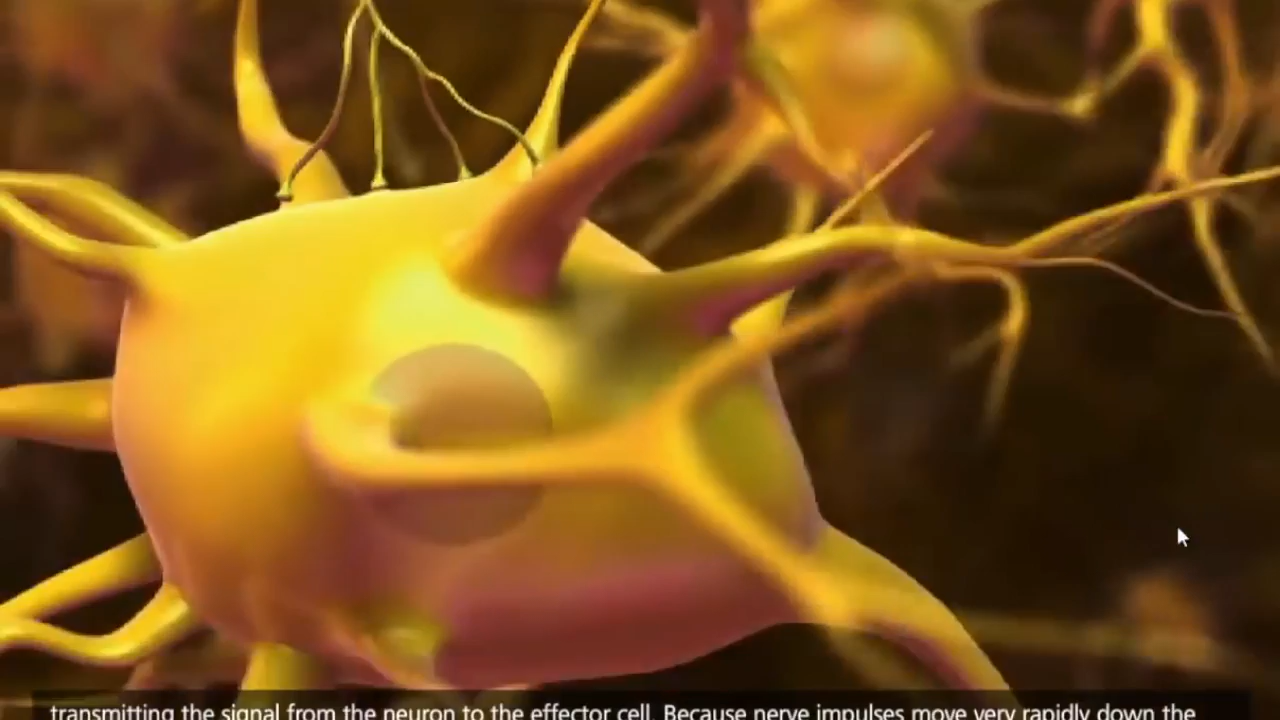 transmitting the signal from the neuron to the effector cell. Because nerve impulses move very rapidly down the